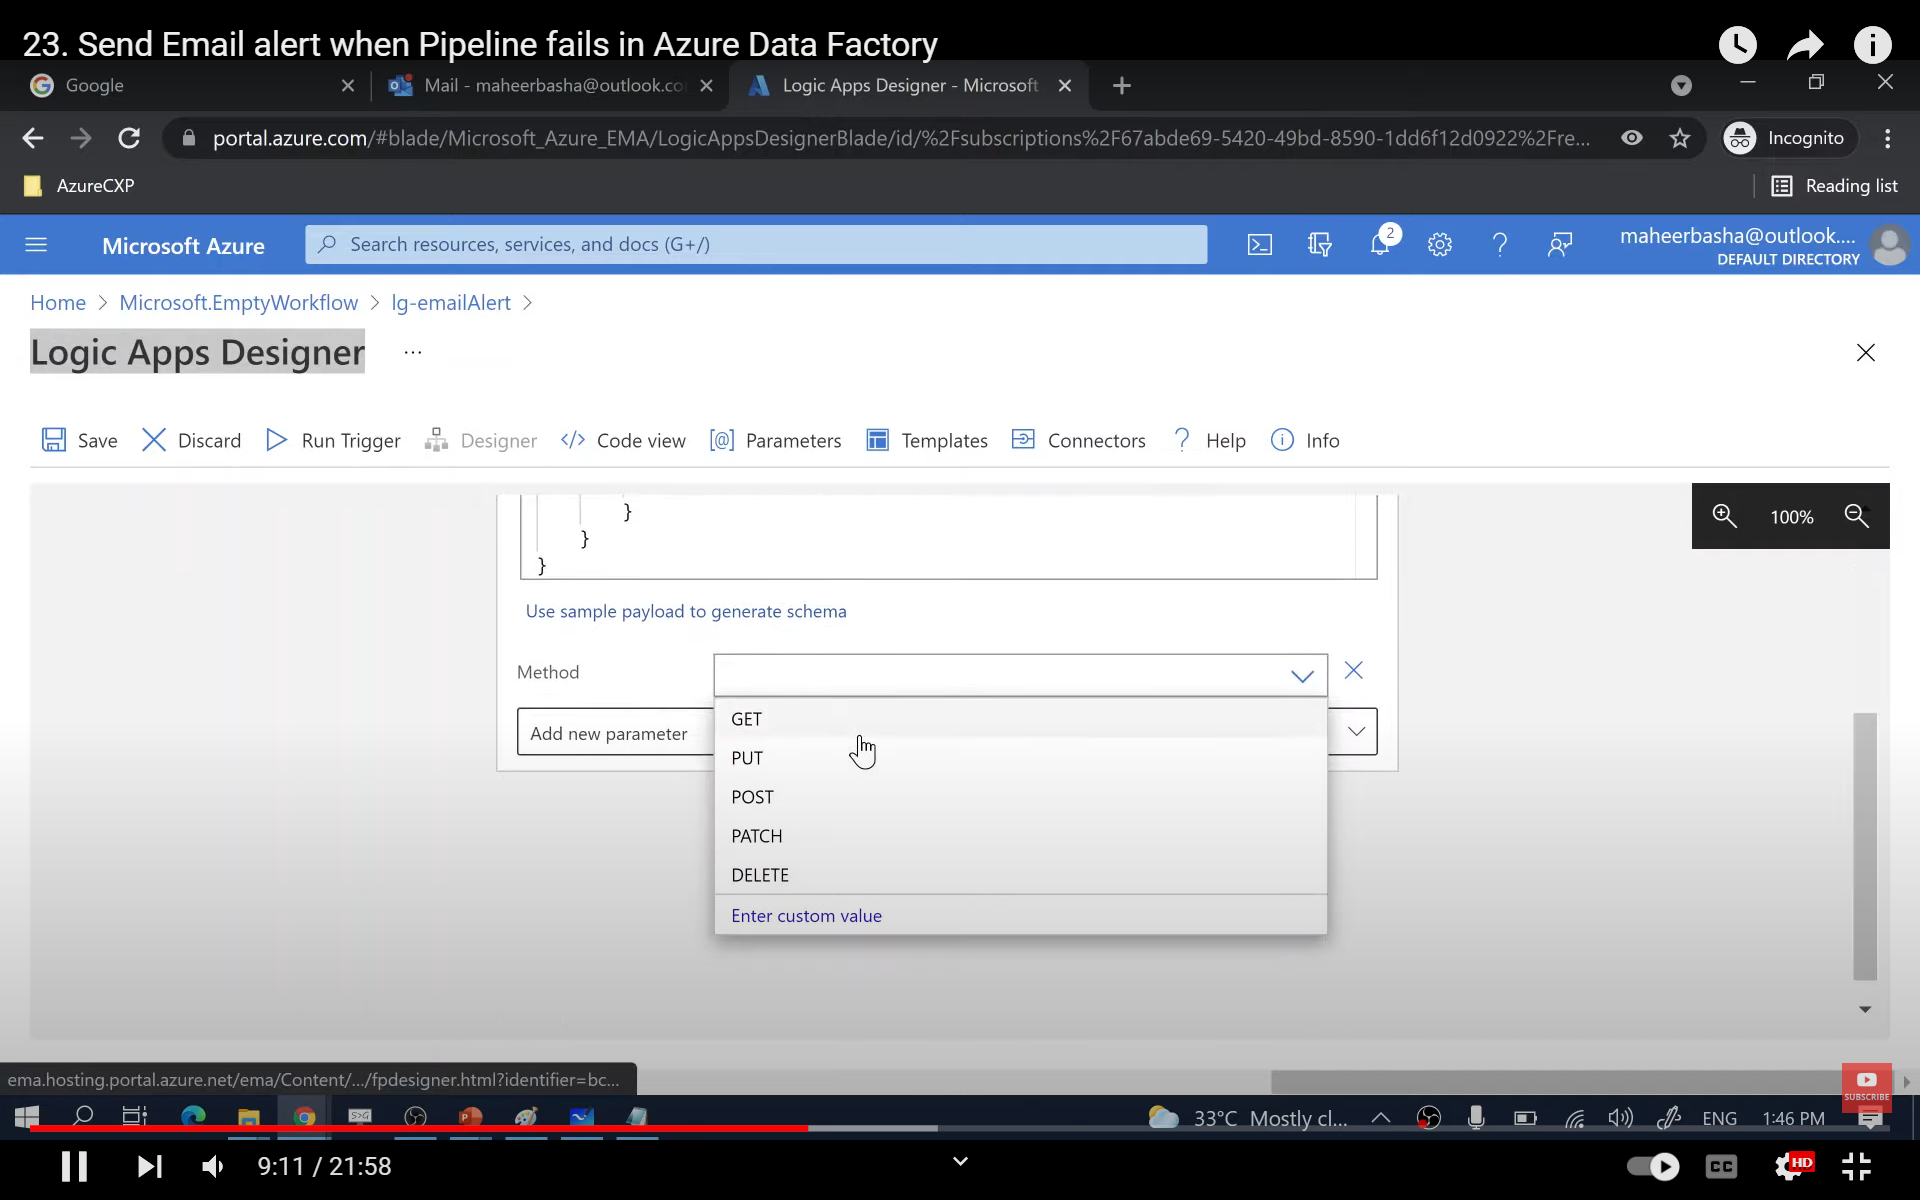 23. Send Email alert when Pipeline fails in Azure Data Factory
Google
Mail - maheerbasha@outlook.co
Logic Apps Designer - Microsoft
portal.azure.com/#blade/Microsoft_Azure_EMA/LogicAppsDesignerBlade/id/%2Fsubscriptions%2F67abde69-5420-49bd-8590-1dd6f12d0922%2Fre...
Incognito
AzureCXP
Reading list
Microsoft Azure
Search resources, services, and docs (G+/)
2
maheerbasha@outlook....
DEFAULT DIRECTORY
Home > Microsoft.EmptyWorkflow > lg-emailAlert >
Logic Apps Designer
...
Save
Discard
Run Trigger
Designer
Code view
Parameters
Templates
Connectors
Help
Info
}
}
}
100%
Use sample payload to generate schema
Method
Add new parameter
GET
PUT
POST
PATCH
DELETE
Enter custom value
ema.hosting.portal.azure.net/ema/Content/.../fpdesigner.html?identifier=bc...
SUBSCRIBE
33°C Mostly cl...
ENG
1:46 PM
9:11 / 21:58
CC
HD